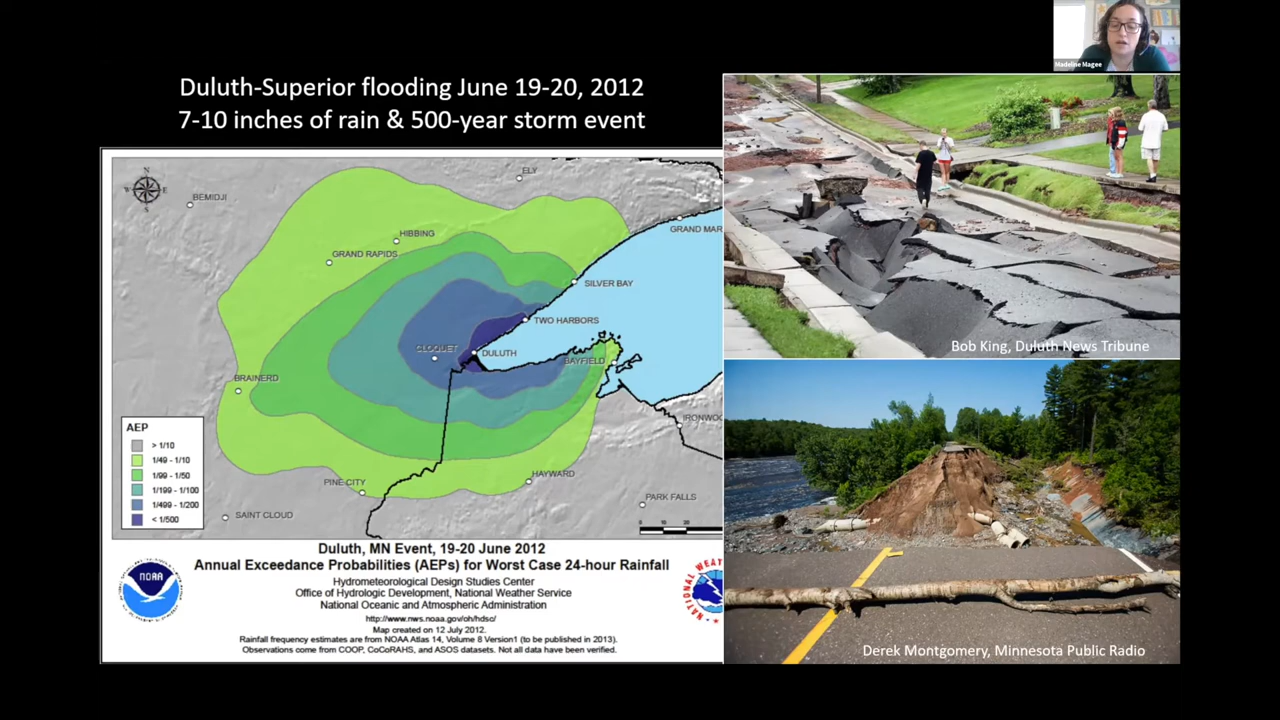 Madeline Magee
Duluth-Superior flooding June 19-20, 2012
7-10 inches of rain & 500-year storm event
N
W
E
S
BEMIDJI
ELY
HIBBING
GRAND RAPIDS
GRAND MAR
SILVER BAY
TWO HARBORS
CLOQUET
DULUTH
BAYFIELD
BRAINERD
IRONWOO
AEP
> 1/10
1/49 - 1/10
1/99 - 1/50
1/199 - 1/100
1/499 - 1/200
< 1/500
PINE CITY
HAYWARD
PARK FALLS
SAINT CLOUD
0 10 20
Duluth, MN Event, 19-20 June 2012
Annual Exceedance Probabilities (AEPs) for Worst Case 24-hour Rainfall
Hydrometeorological Design Studies Center
Office of Hydrologic Development, National Weather Service
National Oceanic and Atmospheric Administration
http://www.nws.noaa.gov/oh/hdsc/
Map created on 12 July 2012.
Rainfall frequency estimates are from NOAA Atlas 14, Volume 8 Version1 (to be published in 2013).
Observations come from COOP, CoCoRAHS, and ASOS datasets. Not all data have been verified.
NOAA
NATIONAL WEAT
Bob King, Duluth News Tribune
Derek Montgomery, Minnesota Public Radio